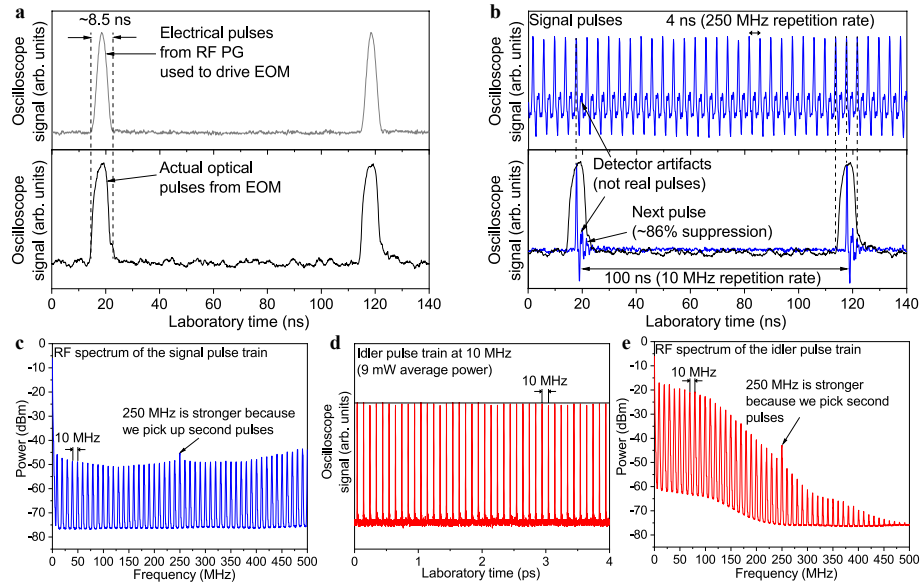 a
~8.5 ns
Electrical pulses
from RF PG
used to drive EOM
Oscilloscope
signal (arb. units)
Actual optical
pulses from EOM
Oscilloscope
signal (arb. units)
0 20 40 60 80 100 120 140
Laboratory time (ns)
b
Signal pulses
4 ns (250 MHz repetition rate)
Oscilloscope
signal (arb. units)
Detector artifacts
(not real pulses)
Next pulse
(~86% suppression)
100 ns (10 MHz repetition rate)
Oscilloscope
signal (arb. units)
0 20 40 60 80 100 120 140
Laboratory time (ns)
c
RF spectrum of the signal pulse train
250 MHz is stronger because
we pick up second pulses
10 MHz
Power (dBm)
0
-10
-20
-30
-40
-50
-60
-70
-80
0 50 100 150 200 250 300 350 400 450 500
Frequency (MHz)
d
Idler pulse train at 10 MHz
(9 mW average power)
10 MHz
Oscilloscope
signal (arb. units)
0 1 2 3 4
Laboratory time (ps)
e
RF spectrum of the idler pulse train
10 MHz
250 MHz is stronger because
we pick second
pulses
Power (dBm)
0
-10
-20
-30
-40
-50
-60
-70
-80
0 50 100 150 200 250 300 350 400 450 500
Frequency (MHz)